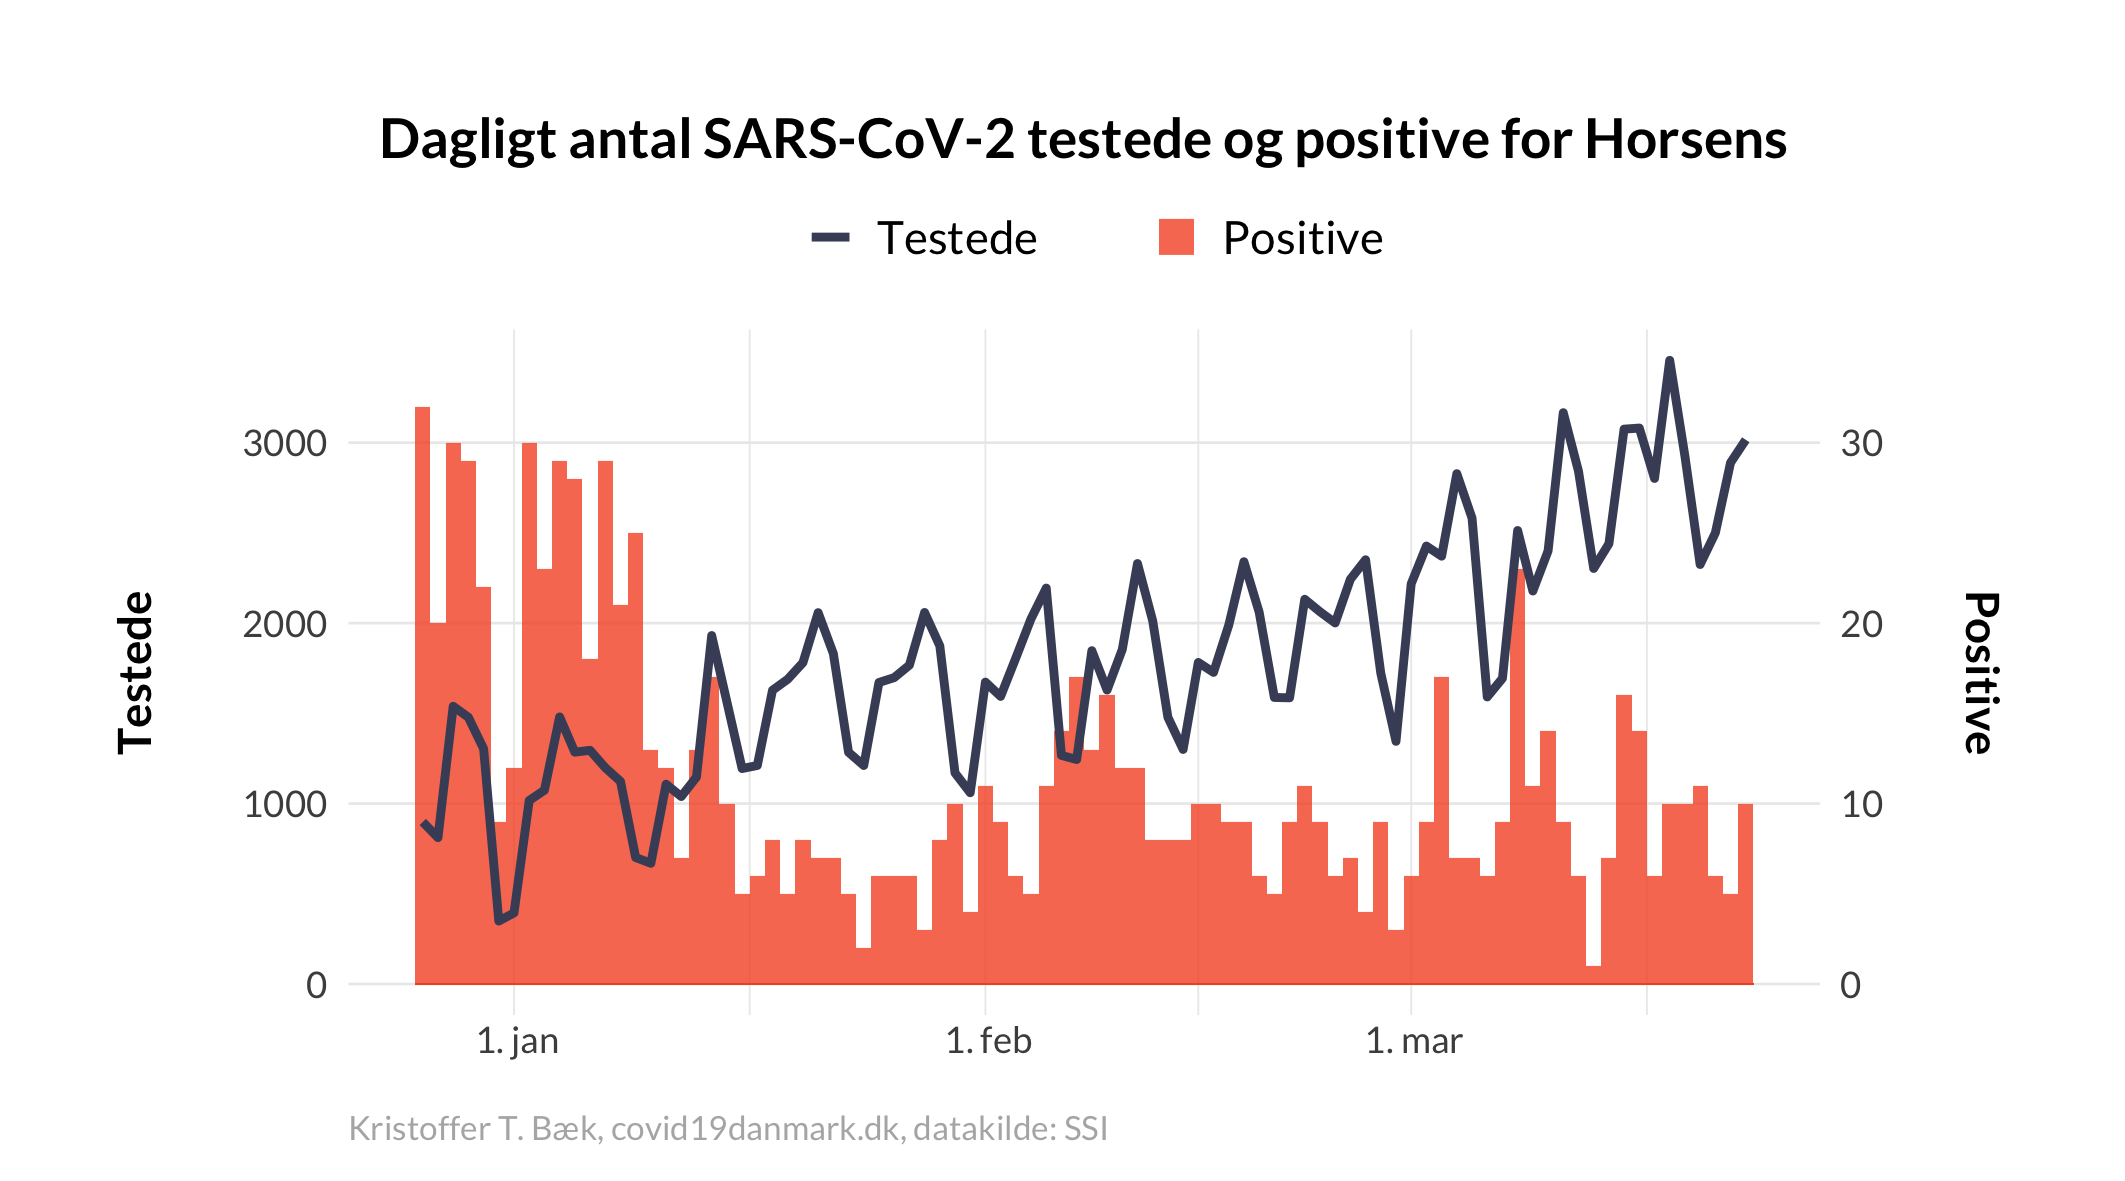 Dagligt antal SARS-CoV-2 testede og positive for Horsens
Testede
Positive
Testede
3000
2000
1000
0
30
20
10
0
Positive
1. jan
1. feb
1. mar
Kristoffer T. Bæk, covid19danmark.dk, datakilde: SSI